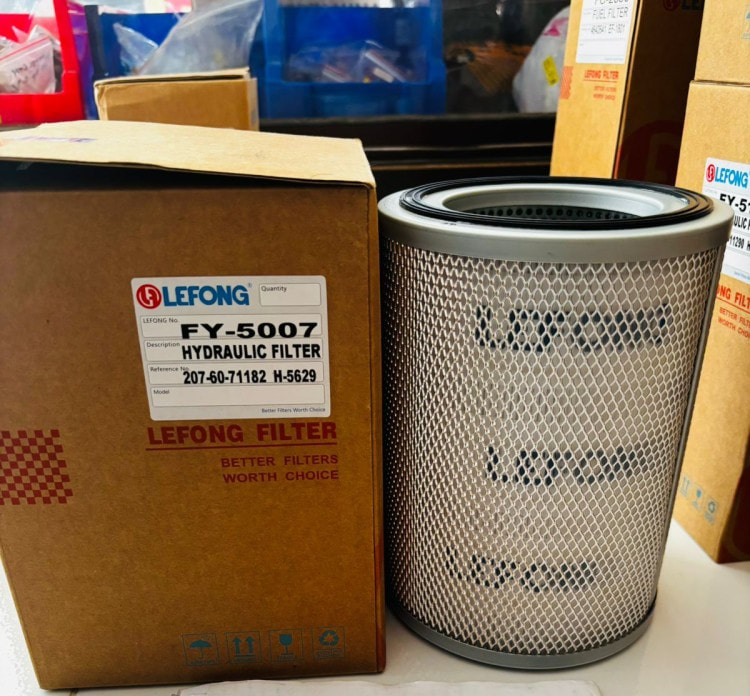 LEFONG®
Quantity
LEFONG No. FY-5007
Description HYDRAULIC FILTER
Reference No. 207-60-71182 H-5629
Model
Better Filters Worth Choice
LEFONG FILTER
BETTER FILTERS
WORTH CHOICE
LEFONG
LEFONG
LEFONG
FUEL FILTER
LEFONG FILTER
BETTER FILTERS
WORTH CHOICE
LEFONG